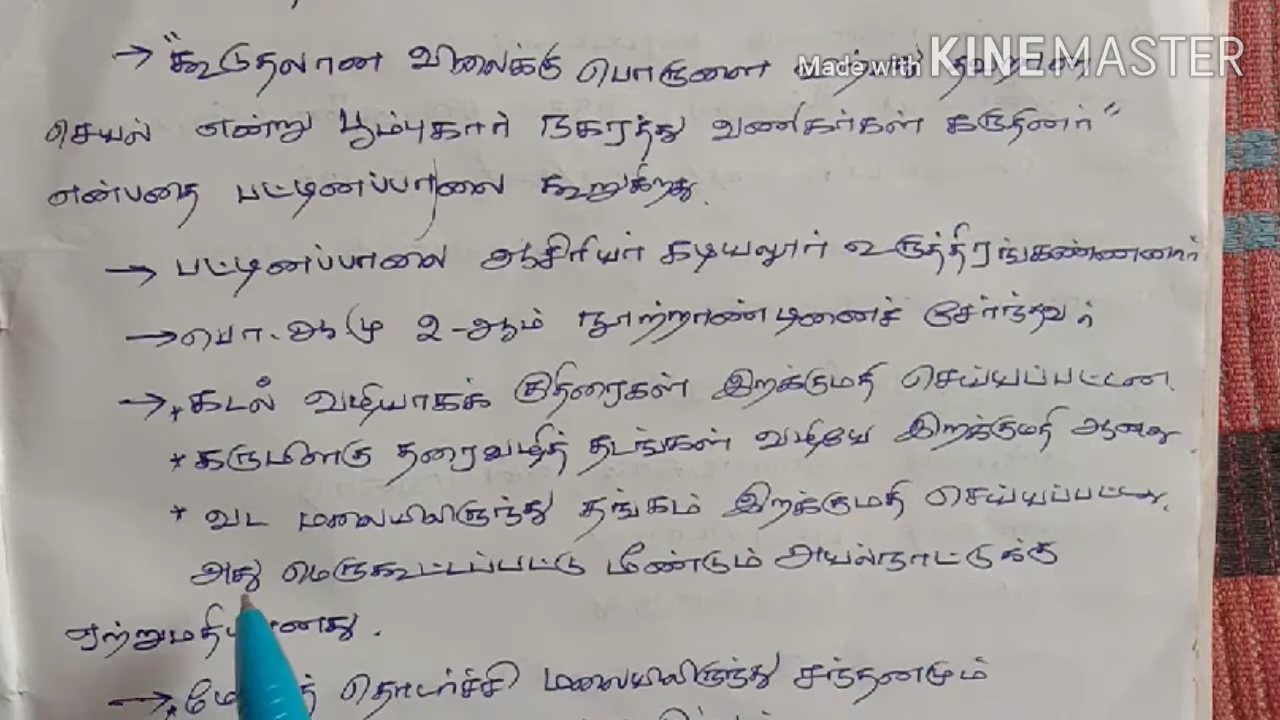 → "கூடுதலான விலைக்கு பொருளை
Made with KINEMASTER
செயல் என்று பூம்புகார் நகரத்து வணிகர்கள் கருதினர்"
என்பதை பட்டினப்பாலை கூறுகிறது.
→ பட்டினப்பாலை ஆசிரியர் கடியலூர் உருத்திரங்கண்ணனார்
→ பொ.ஆ.மு 2-ஆம் நூற்றாண்டினைச் சேர்ந்தவர்
→ * கடல் வழியாகக் குதிரைகள் இறக்குமதி செய்யப்பட்டன.
* கருமிளகு தரைவழித் தடங்கள் வழியே இறக்குமதி ஆனது
* வட மலையிலிருந்து தங்கம் இறக்குமதி செய்யப்பட்டது.
அது மெருகூட்டப்பட்டு மீண்டும் அயல்நாட்டுக்கு
→ * தொடர்ச்சி மலையிலிருந்து சந்தனமும்